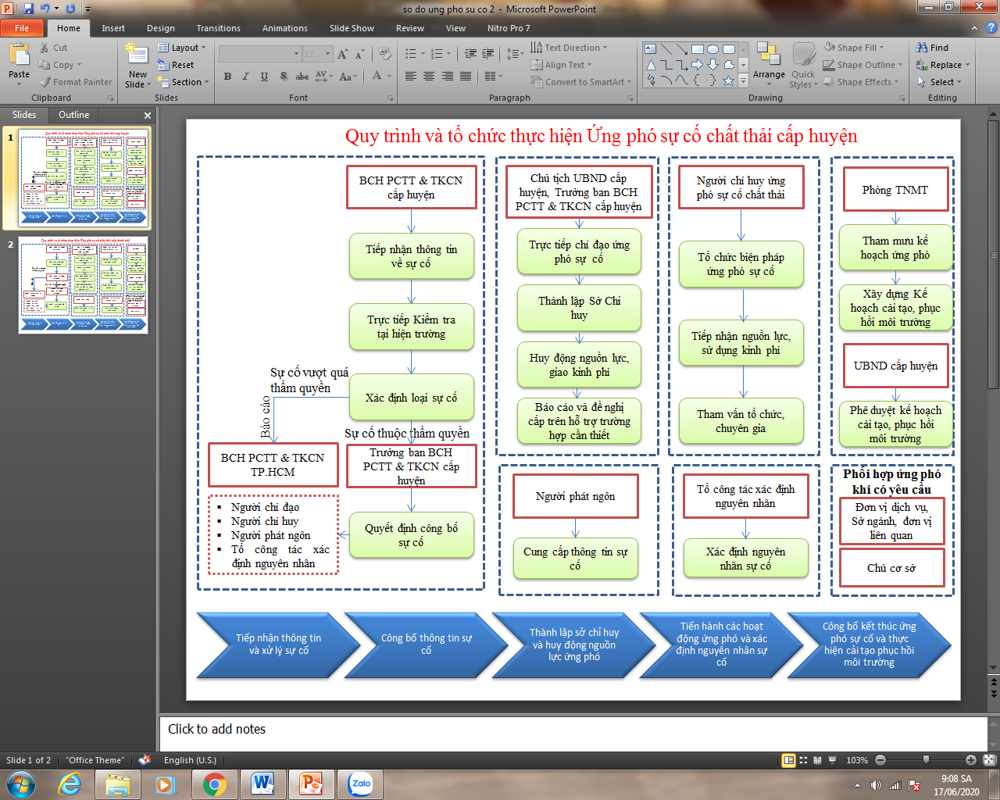 so do ung pho su co 2 - Microsoft PowerPoint
File
Home
Insert
Design
Transitions
Animations
Slide Show
Review
View
Nitro Pro 7
Paste
Cut
Copy
Format Painter
Clipboard
New
Slide
Layout
Reset
Section
Slides
12
Font
Text Direction
Align Text
Convert to SmartArt
Paragraph
Arrange
Quick
Styles
Shape Fill
Shape Outline
Shape Effects
Drawing
Find
Replace
Select
Editing
Slides
Outline
1
2
Quy trình và tổ chức thực hiện Ứng phó sự cố chất thải cấp huyện
BCH PCTT & TKCN
cấp huyện
Tiếp nhận thông tin
về sự cố
Trực tiếp Kiểm tra
tại hiện trường
Sự cố vượt quá
thẩm quyền
Xác định loại sự cố
Báo cáo
Sự cố thuộc thẩm quyền
BCH PCTT & TKCN
TP.HCM
Trưởng ban BCH
PCTT & TKCN cấp
huyện
Người chỉ đạo
Người chỉ huy
Người phát ngôn
Tổ công tác xác
định nguyên nhân
Quyết định công bố
sự cố
Chủ tịch UBND cấp
huyện, Trưởng ban BCH
PCTT & TKCN cấp huyện
Trực tiếp chỉ đạo ứng
phó sự cố
Thành lập Sở Chỉ
huy
Huy động nguồn lực,
giao kinh phí
Báo cáo và đề nghị
cấp trên hỗ trợ trường
hợp cần thiết
Người phát ngôn
Cung cấp thông tin sự
cố
Người chỉ huy ứng
phó sự cố chất thải
Tổ chức biện pháp
ứng phó sự cố
Tiếp nhận nguồn lực,
sử dụng kinh phí
Tham vấn tổ chức,
chuyên gia
Tổ công tác xác định
nguyên nhân
Xác định nguyên
nhân sự cố
Phòng TNMT
Tham mưu kế
hoạch ứng phó
Xây dựng Kế
hoạch cải tạo, phục
hồi môi trường
UBND cấp huyện
Phê duyệt kế hoạch
cải tạo, phục hồi
môi trường
Phối hợp ứng phó
khi có yêu cầu
Đơn vị dịch vụ,
Sở ngành, đơn vị
liên quan
Chủ cơ sở
Tiếp nhận thông tin
và xử lý sự cố
Công bố thông tin sự
cố
Thành lập sở chỉ huy
và huy động nguồn
lực ứng phó
Tiến hành các hoạt
động ứng phó và xác
định nguyên nhân sự
cố
Công bố kết thúc ứng
phó sự cố và thực
hiện cải tạo phục hồi
môi trường
Click to add notes
Slide 1 of 2
"Office Theme"
English (U.S.)
103%
Zalo
9:08 SA
17/06/2020